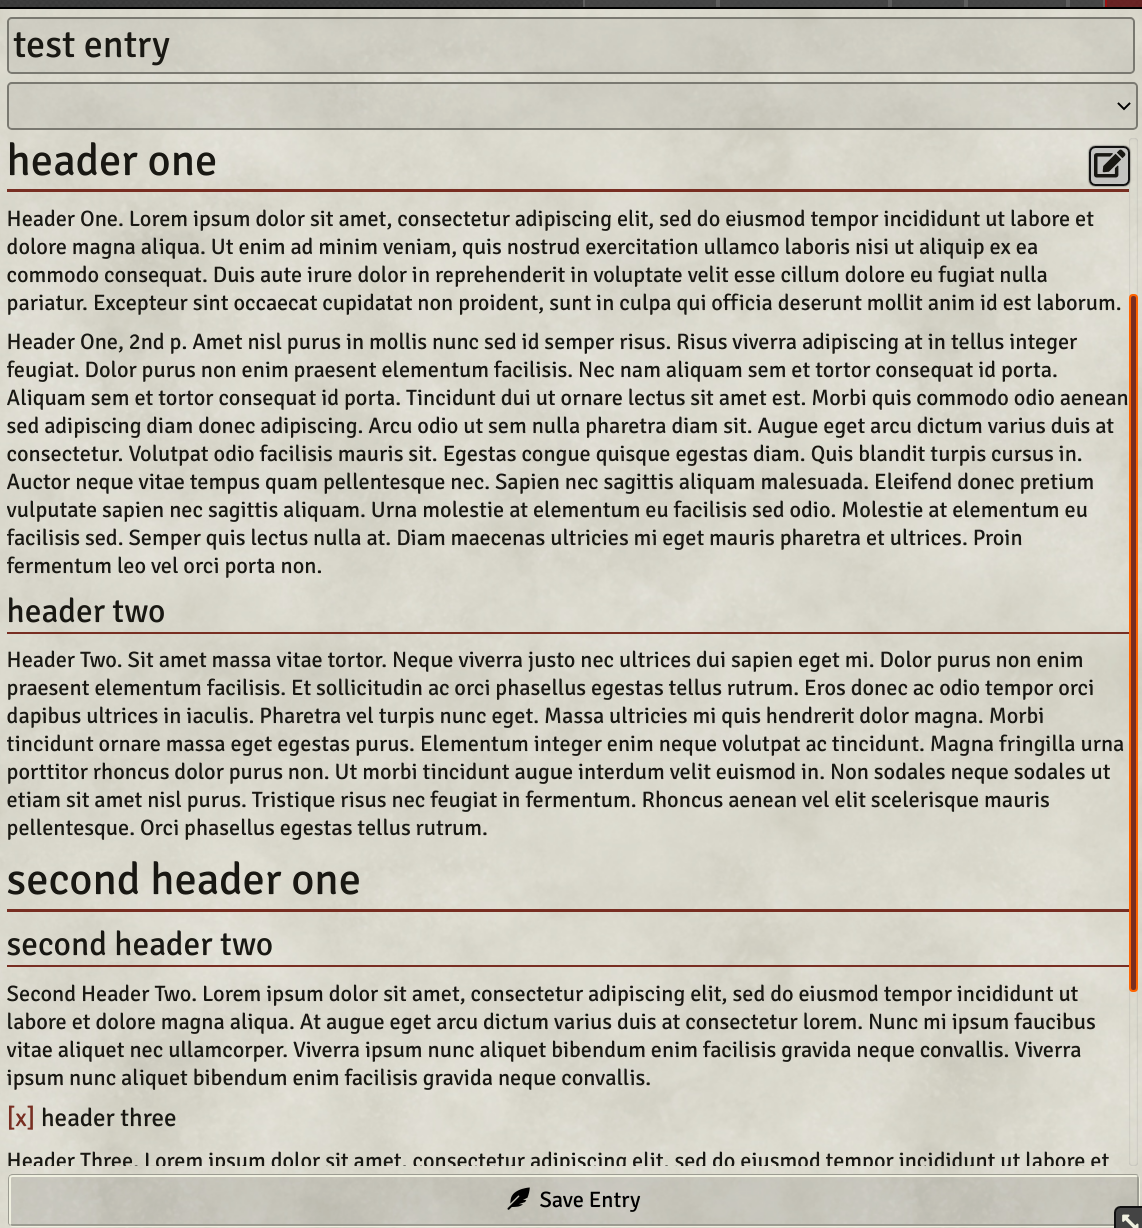 test entry
header one
Header One. Lorem ipsum dolor sit amet, consectetur adipiscing elit, sed do eiusmod tempor incididunt ut labore et
dolore magna aliqua. Ut enim ad minim veniam, quis nostrud exercitation ullamco laboris nisi ut aliquip ex ea
commodo consequat. Duis aute irure dolor in reprehenderit in voluptate velit esse cillum dolore eu fugiat nulla
pariatur. Excepteur sint occaecat cupidatat non proident, sunt in culpa qui officia deserunt mollit anim id est laborum.
Header One, 2nd p. Amet nisl purus in mollis nunc sed id semper risus. Risus viverra adipiscing at in tellus integer
feugiat. Dolor purus non enim praesent elementum facilisis. Nec nam aliquam sem et tortor consequat id porta.
Aliquam sem et tortor consequat id porta. Tincidunt dui ut ornare lectus sit amet est. Morbi quis commodo odio aenean
sed adipiscing diam donec adipiscing. Arcu odio ut sem nulla pharetra diam sit. Augue eget arcu dictum varius duis at
consectetur. Volutpat odio facilisis mauris sit. Egestas congue quisque egestas diam. Quis blandit turpis cursus in.
Auctor neque vitae tempus quam pellentesque nec. Sapien nec sagittis aliquam malesuada. Eleifend donec pretium
vulputate sapien nec sagittis aliquam. Urna molestie at elementum eu facilisis sed odio. Molestie at elementum eu
facilisis sed. Semper quis lectus nulla at. Diam maecenas ultricies mi eget mauris pharetra et ultrices. Proin
fermentum leo vel orci porta non.
header two
Header Two. Sit amet massa vitae tortor. Neque viverra justo nec ultrices dui sapien eget mi. Dolor purus non enim
praesent elementum facilisis. Et sollicitudin ac orci phasellus egestas tellus rutrum. Eros donec ac odio tempor orci
dapibus ultrices in iaculis. Pharetra vel turpis nunc eget. Massa ultricies mi quis hendrerit dolor magna. Morbi
tincidunt ornare massa eget egestas purus. Elementum integer enim neque volutpat ac tincidunt. Magna fringilla urna
porttitor rhoncus dolor purus non. Ut morbi tincidunt augue interdum velit euismod in. Non sodales neque sodales ut
etiam sit amet nisl purus. Tristique risus nec feugiat in fermentum. Rhoncus aenean vel elit scelerisque mauris
pellentesque. Orci phasellus egestas tellus rutrum.
second header one
second header two
Second Header Two. Lorem ipsum dolor sit amet, consectetur adipiscing elit, sed do eiusmod tempor incididunt ut
labore et dolore magna aliqua. At augue eget arcu dictum varius duis at consectetur lorem. Nunc mi ipsum faucibus
vitae aliquet nec ullamcorper. Viverra ipsum nunc aliquet bibendum enim facilisis gravida neque convallis. Viverra
ipsum nunc aliquet bibendum enim facilisis gravida neque convallis.
[x] header three
Header Three. Lorem ipsum dolor sit amet, consectetur adipiscing elit, sed do eiusmod tempor incididunt ut labore et
Save Entry